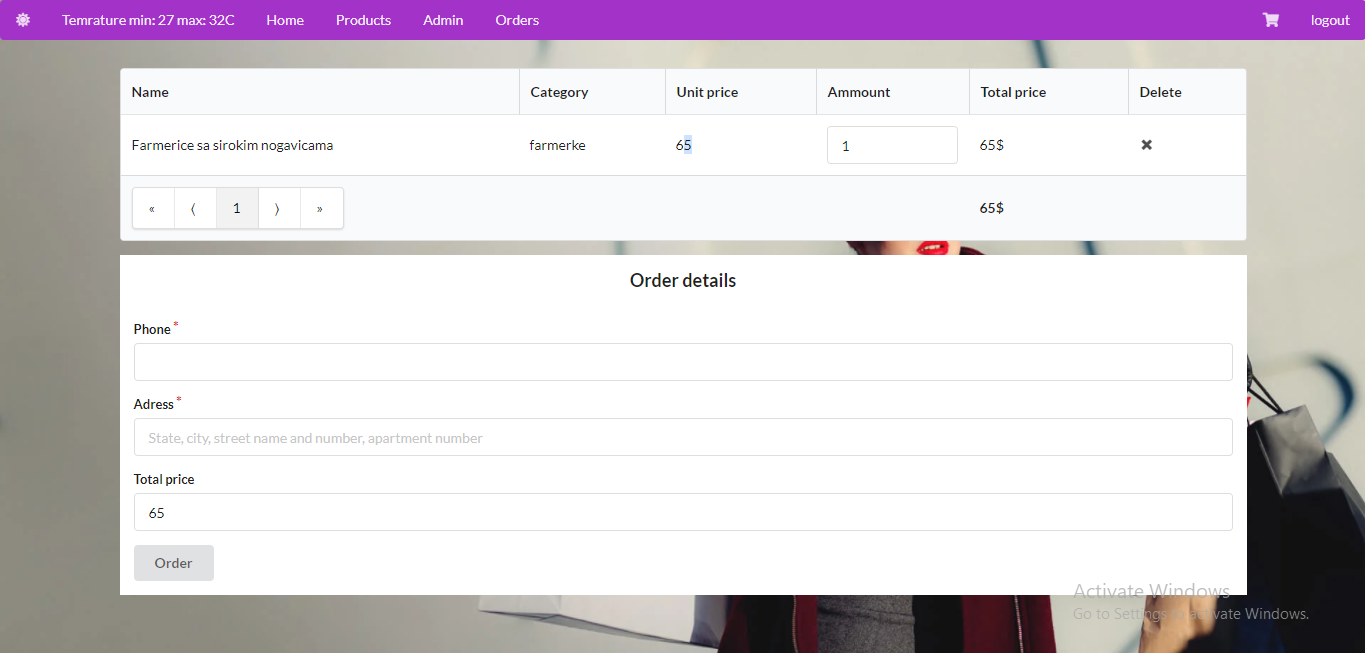 Temrature min: 27 max: 32C Home Products Admin Orders logout
Name Category Unit price Ammount Total price Delete
Farmerice sa sirokim nogavicama farmerke 65 1 65$ ✖
« ⟨ 1 ⟩ » 65$
Order details
Phone *
Adress *
State, city, street name and number, apartment number
Total price
65
Order
Activate Windows
Go to Settings to activate Windows.